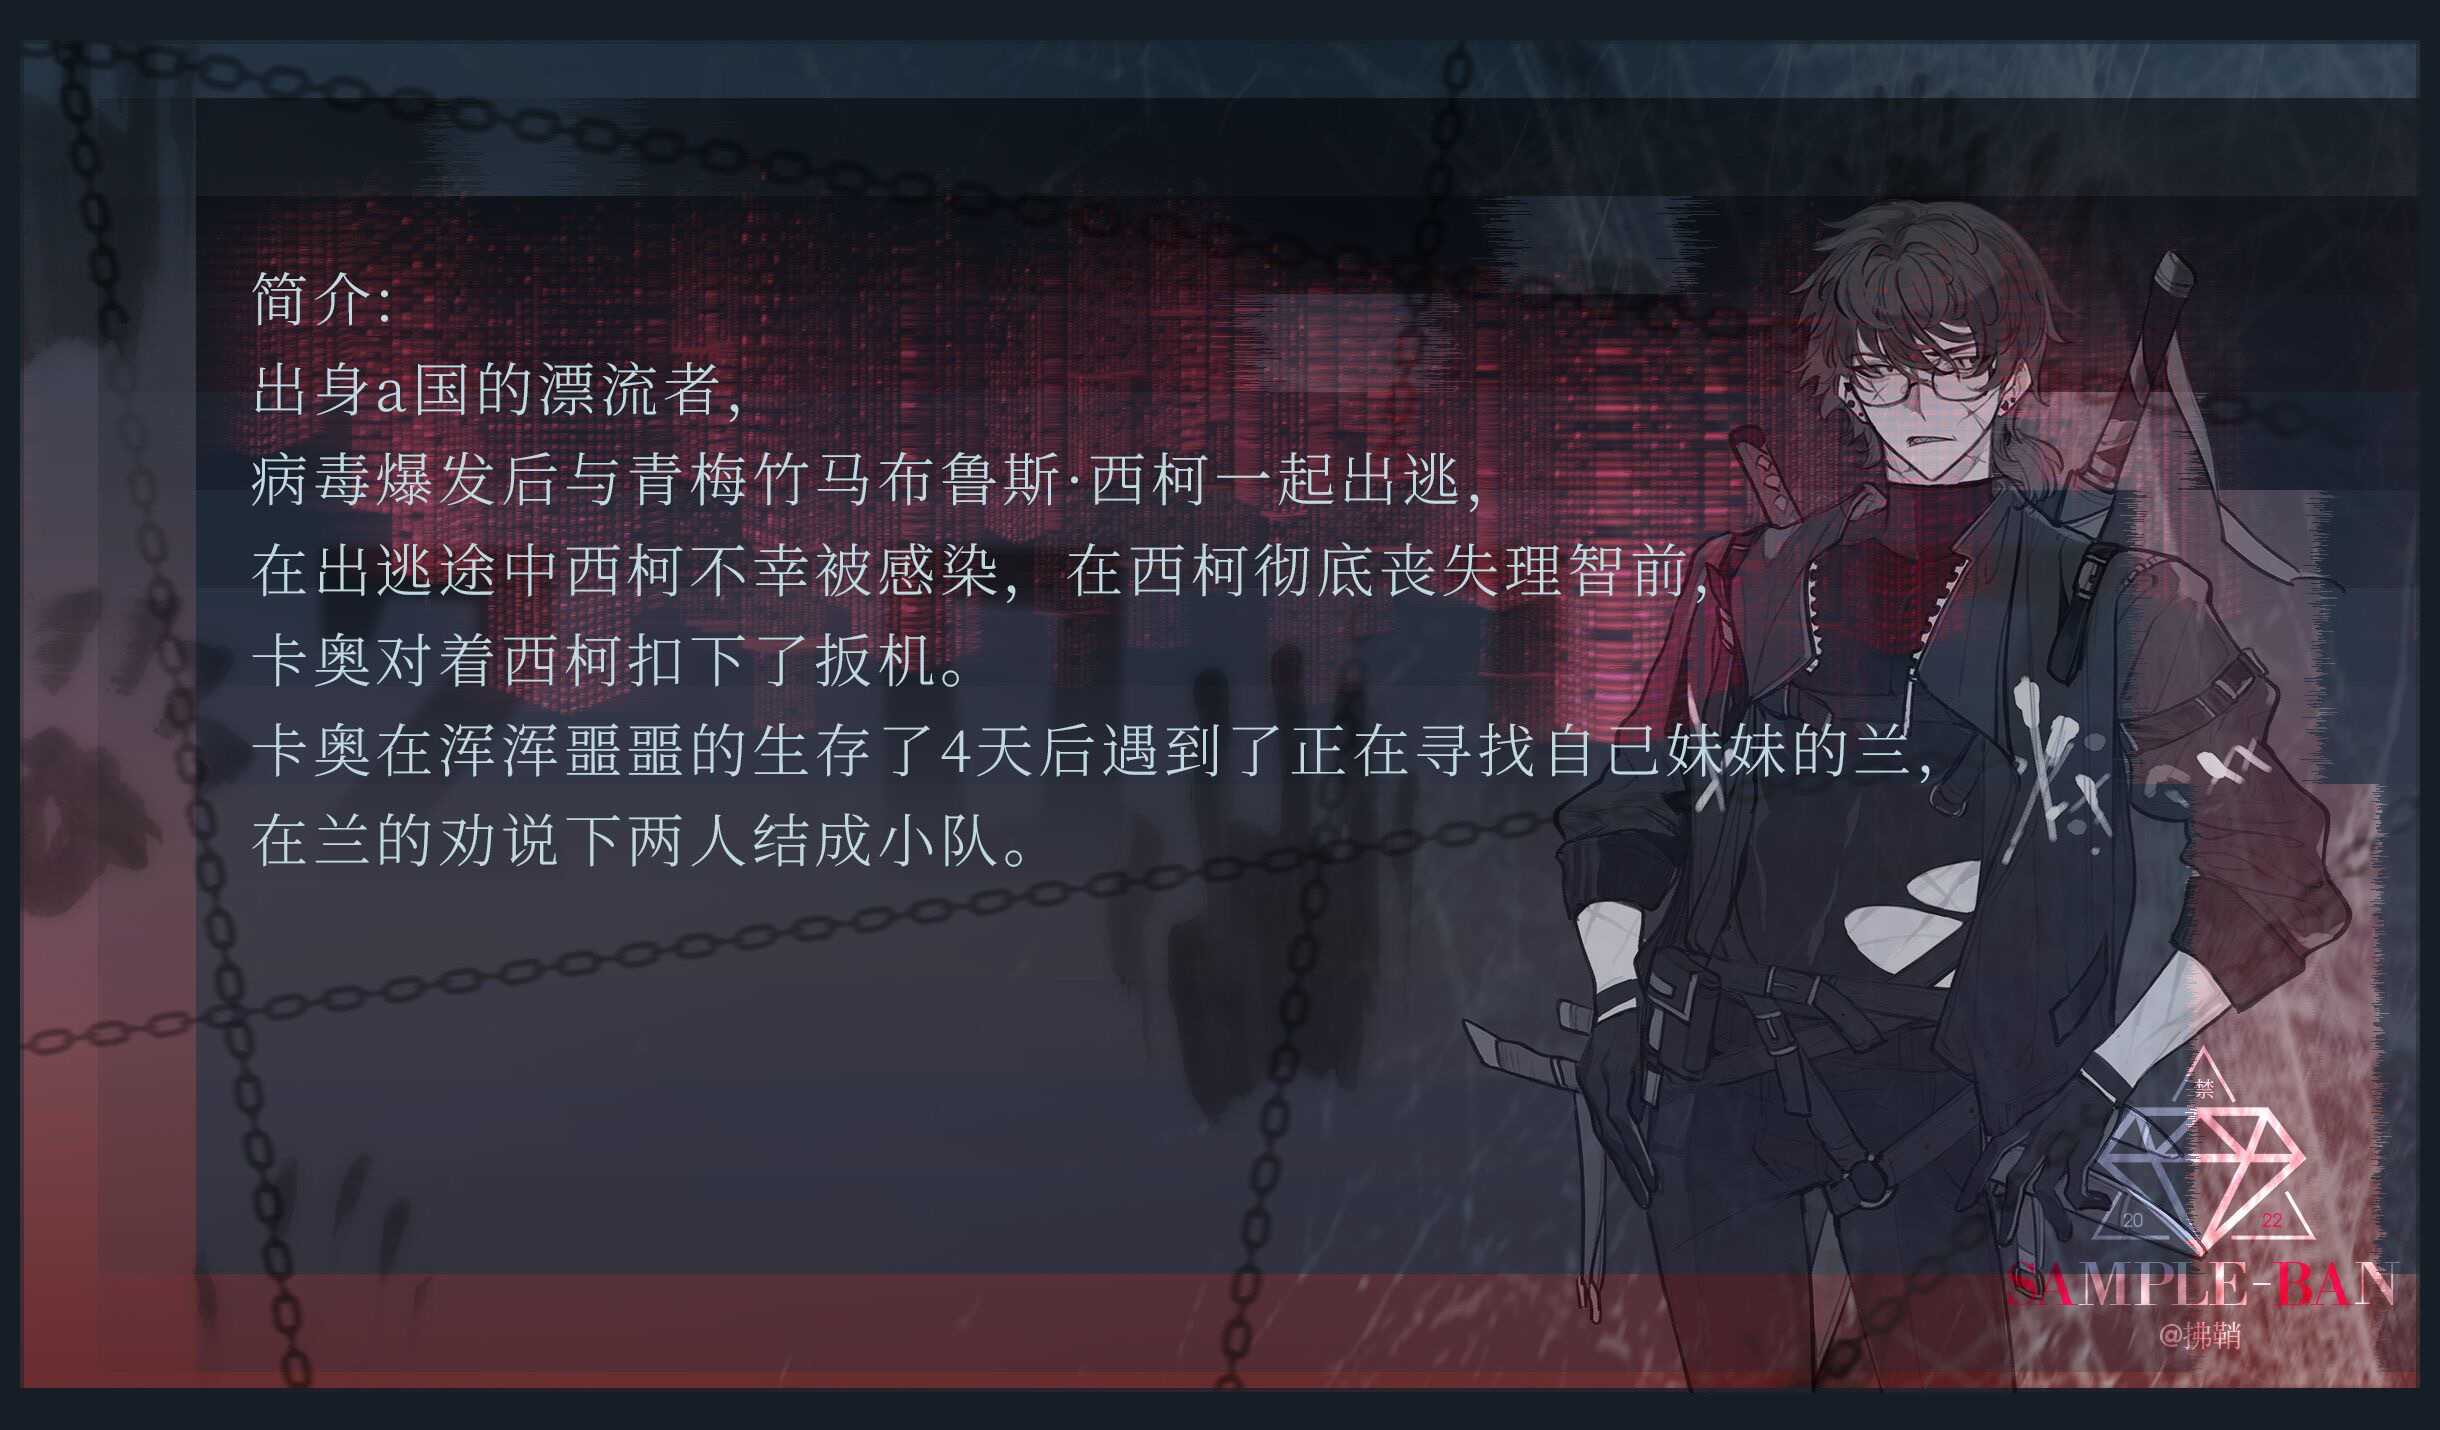 简介:
出身a国的漂流者，
病毒爆发后与青梅竹马布鲁斯·西柯一起出逃，
在出逃途中西柯不幸被感染，在西柯彻底丧失理智前，
卡奥对着西柯扣下了扳机。
卡奥在浑浑噩噩的生存了4天后遇到了正在寻找自己妹妹的兰，
在兰的劝说下两人结成小队。
禁
20 22
SAMPLE-BAN
@拂鞘